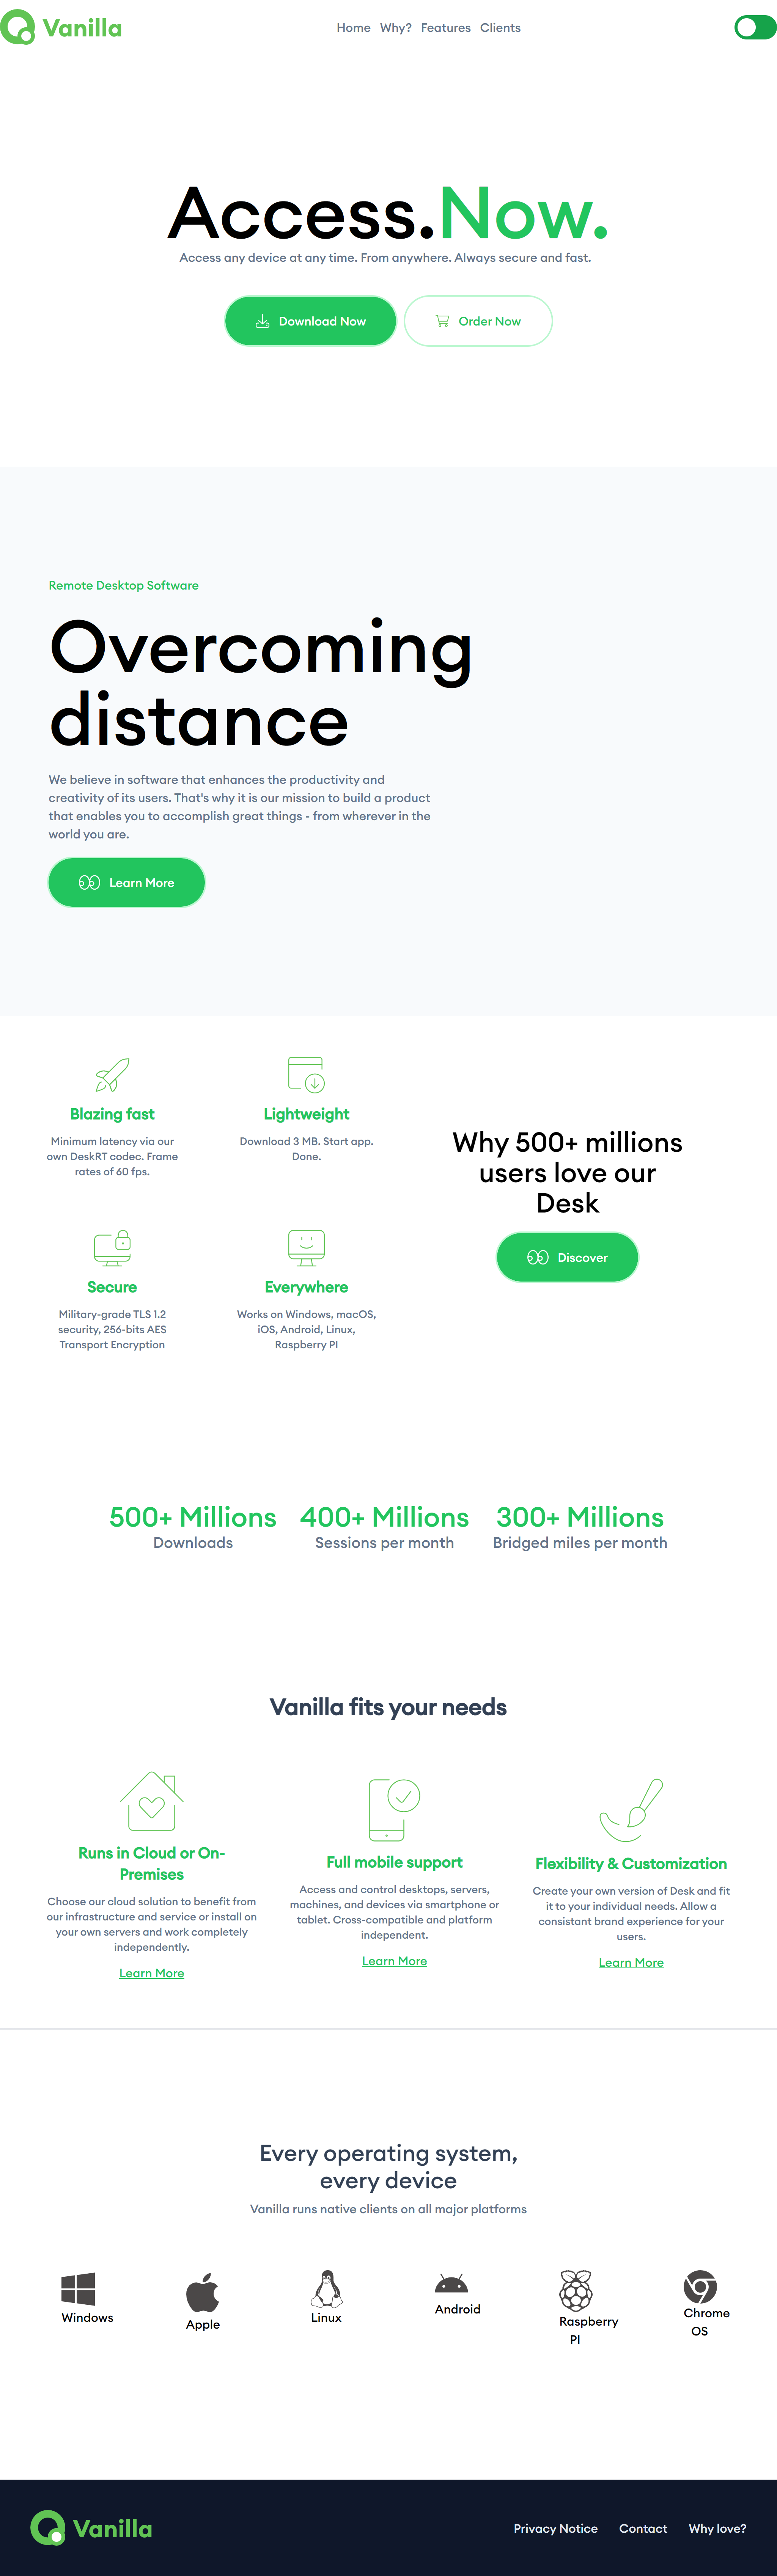 Vanilla
Home Why? Features Clients
Access.Now.
Access any device at any time. From anywhere. Always secure and fast.
Download Now
Order Now
Remote Desktop Software
Overcoming
distance
We believe in software that enhances the productivity and
creativity of its users. That's why it is our mission to build a product
that enables you to accomplish great things - from wherever in the
world you are.
Learn More
Blazing fast
Minimum latency via our
own DeskRT codec. Frame
rates of 60 fps.
Lightweight
Download 3 MB. Start app.
Done.
Secure
Military-grade TLS 1.2
security, 256-bits AES
Transport Encryption
Everywhere
Works on Windows, macOS,
iOS, Android, Linux,
Raspberry PI
Why 500+ millions
users love our
Desk
Discover
500+ Millions
Downloads
400+ Millions
Sessions per month
300+ Millions
Bridged miles per month
Vanilla fits your needs
Runs in Cloud or On-
Premises
Choose our cloud solution to benefit from
our infrastructure and service or install on
your own servers and work completely
independently.
Learn More
Full mobile support
Access and control desktops, servers,
machines, and devices via smartphone or
tablet. Cross-compatible and platform
independent.
Learn More
Flexibility & Customization
Create your own version of Desk and fit
it to your individual needs. Allow a
consistant brand experience for your
users.
Learn More
Every operating system,
every device
Vanilla runs native clients on all major platforms
Windows
Apple
Linux
Android
Raspberry
PI
Chrome
OS
Vanilla
Privacy Notice Contact Why love?